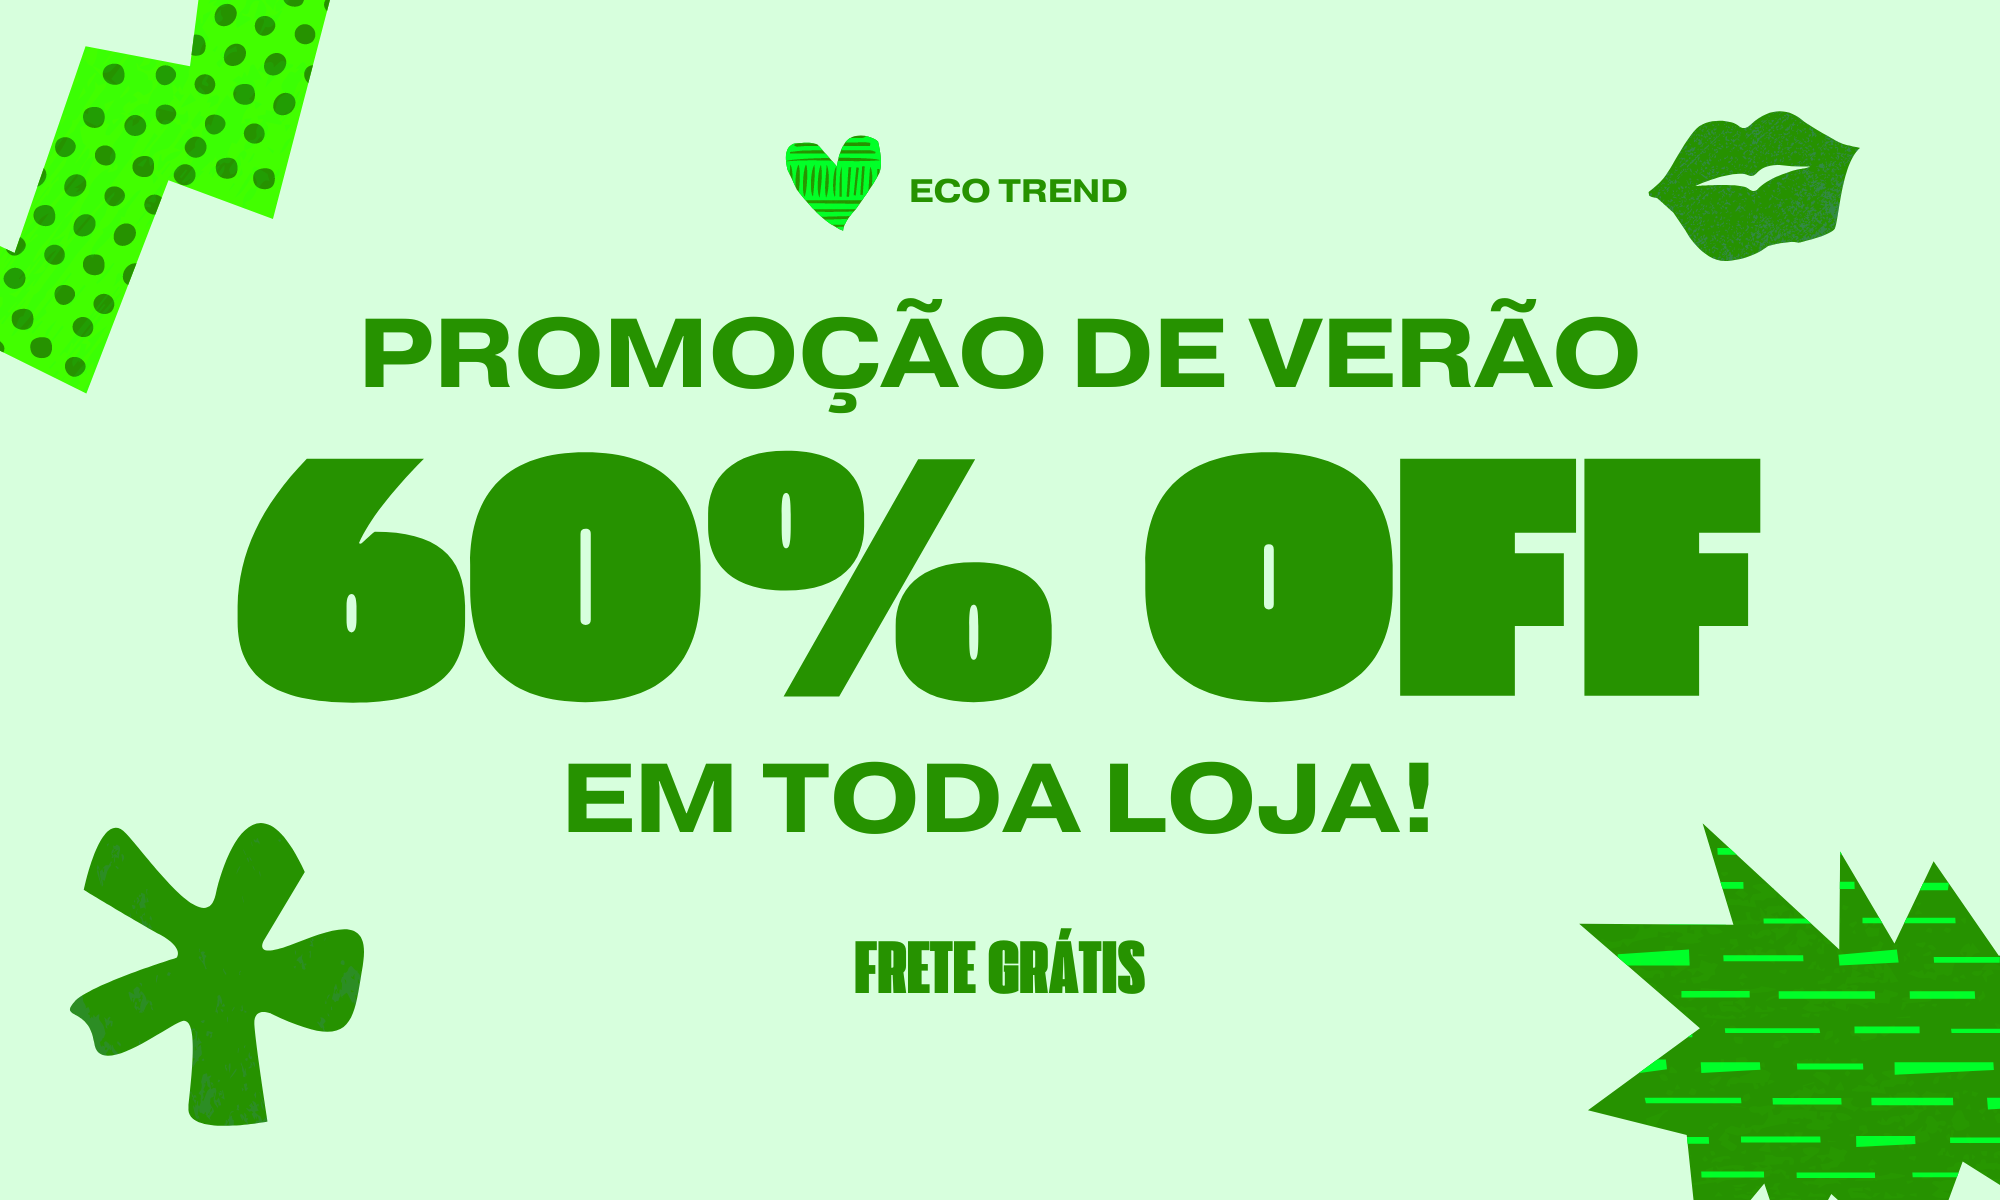 ECO TREND
PROMOÇÃO DE VERÃO
60% OFF
EM TODA LOJA!
FRETE GRÁTIS